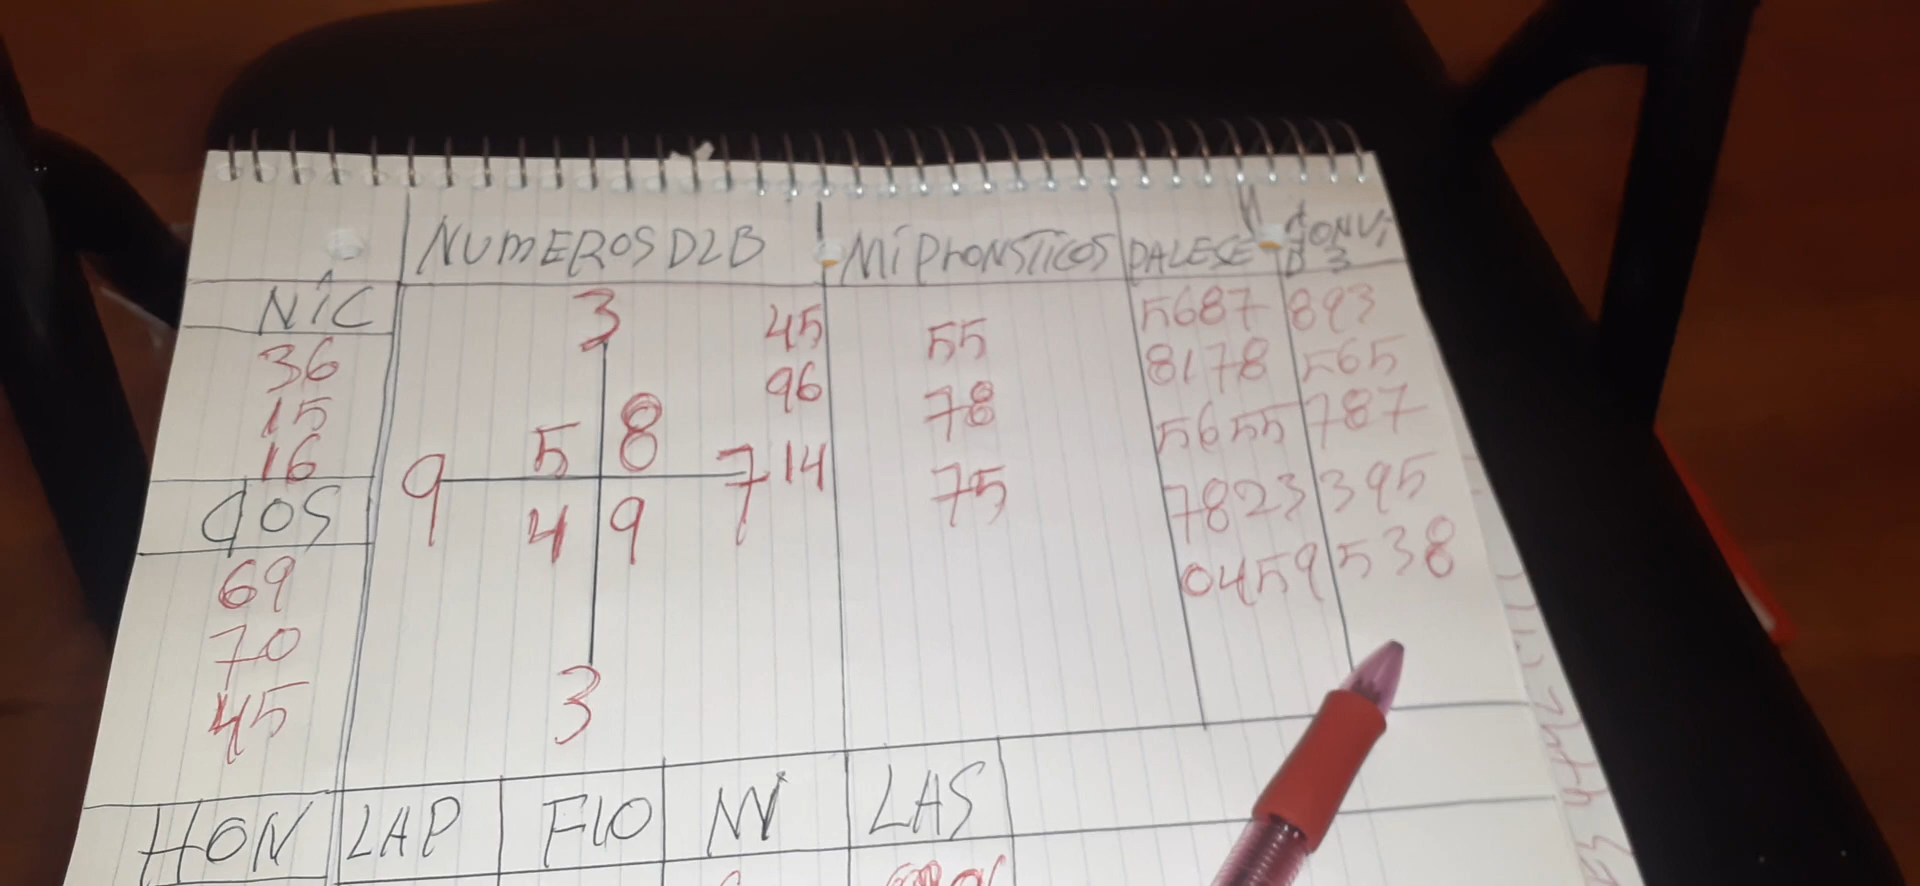 NUMEROS DLB
Mi PronSTiCOS
DALESE
NiC
36
15
16
COS
69
70
45
3
45
96
5 8
9 7 14
4 9
3
55
78
75
5687 893
8178 565
5655 787
7823 395
0459 538
HON LAP FLO NY LAS